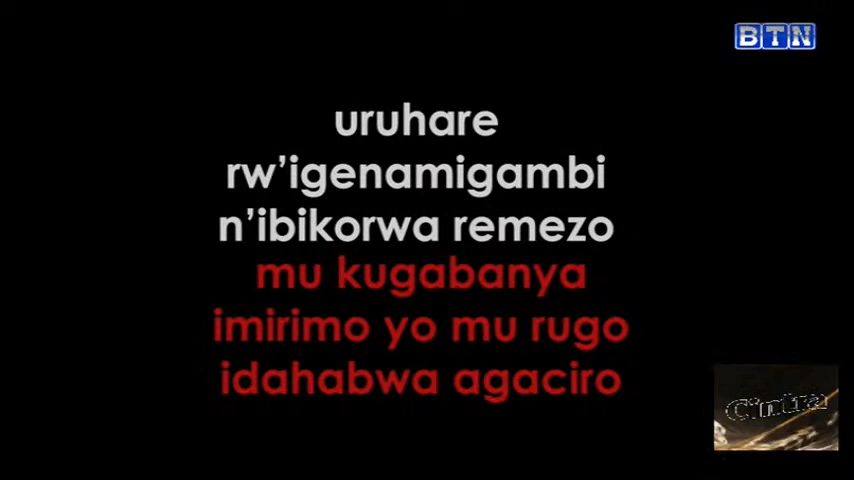 BTN
uruhare
rw'igenamigambi
n'ibikorwa remezo
mu kugabanya
imirimo yo mu rugo
idahabwa agaciro
Cintra